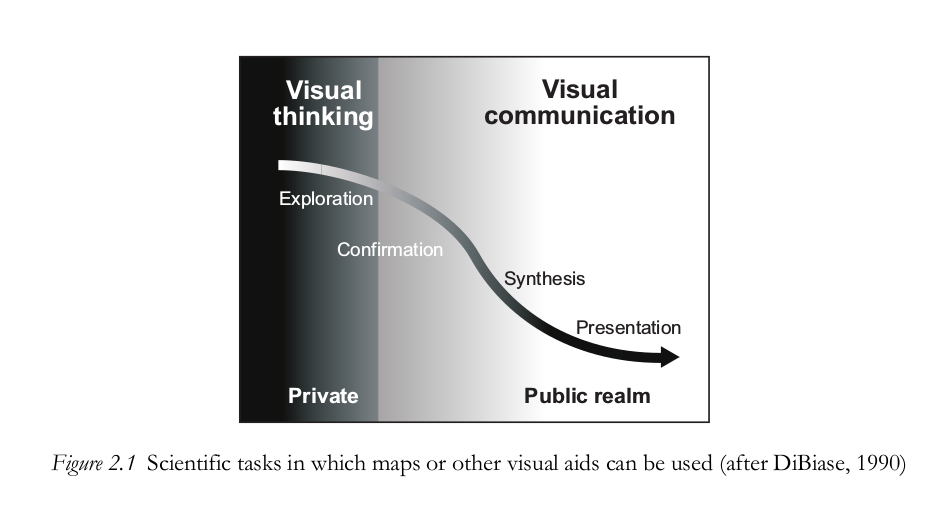 Visual
thinking
Visual
communication
Exploration
Confirmation
Synthesis
Presentation
Private
Public realm
Figure 2.1 Scientific tasks in which maps or other visual aids can be used (after DiBiase, 1990)